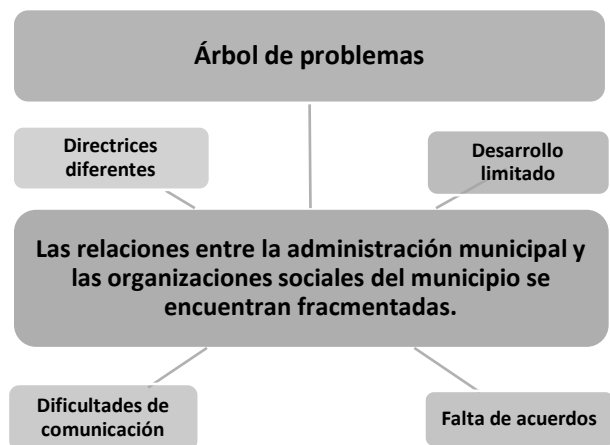 Árbol de problemas
Directrices
diferentes
Desarrollo
limitado
Las relaciones entre la administración municipal y
las organizaciones sociales del municipio se
encuentran fragmentadas.
Dificultades de
comunicación
Falta de acuerdos